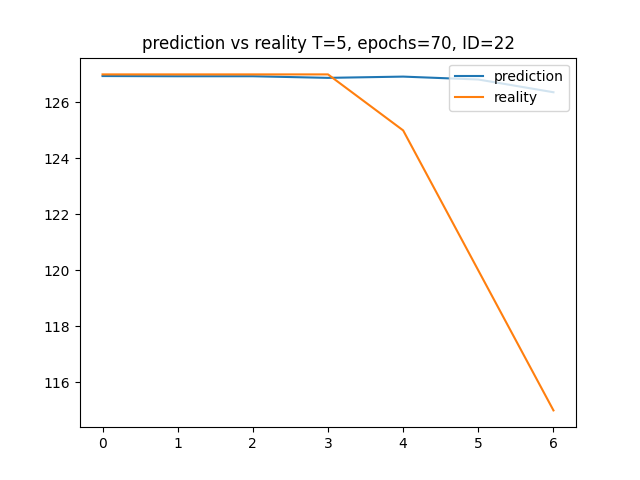 prediction vs reality T=5, epochs=70, ID=22
prediction
reality
126
124
122
120
118
116
0 1 2 3 4 5 6